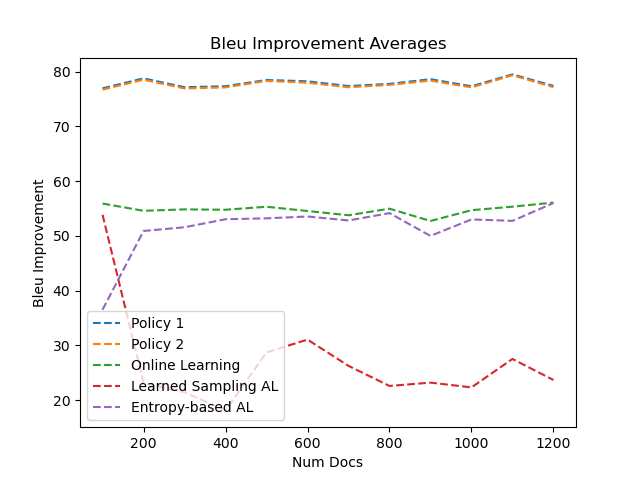 Bleu Improvement Averages
80
70
60
50
40
30
20
Bleu Improvement
Policy 1
Policy 2
Online Learning
Learned Sampling AL
Entropy-based AL
200
400
600
800
1000
1200
Num Docs